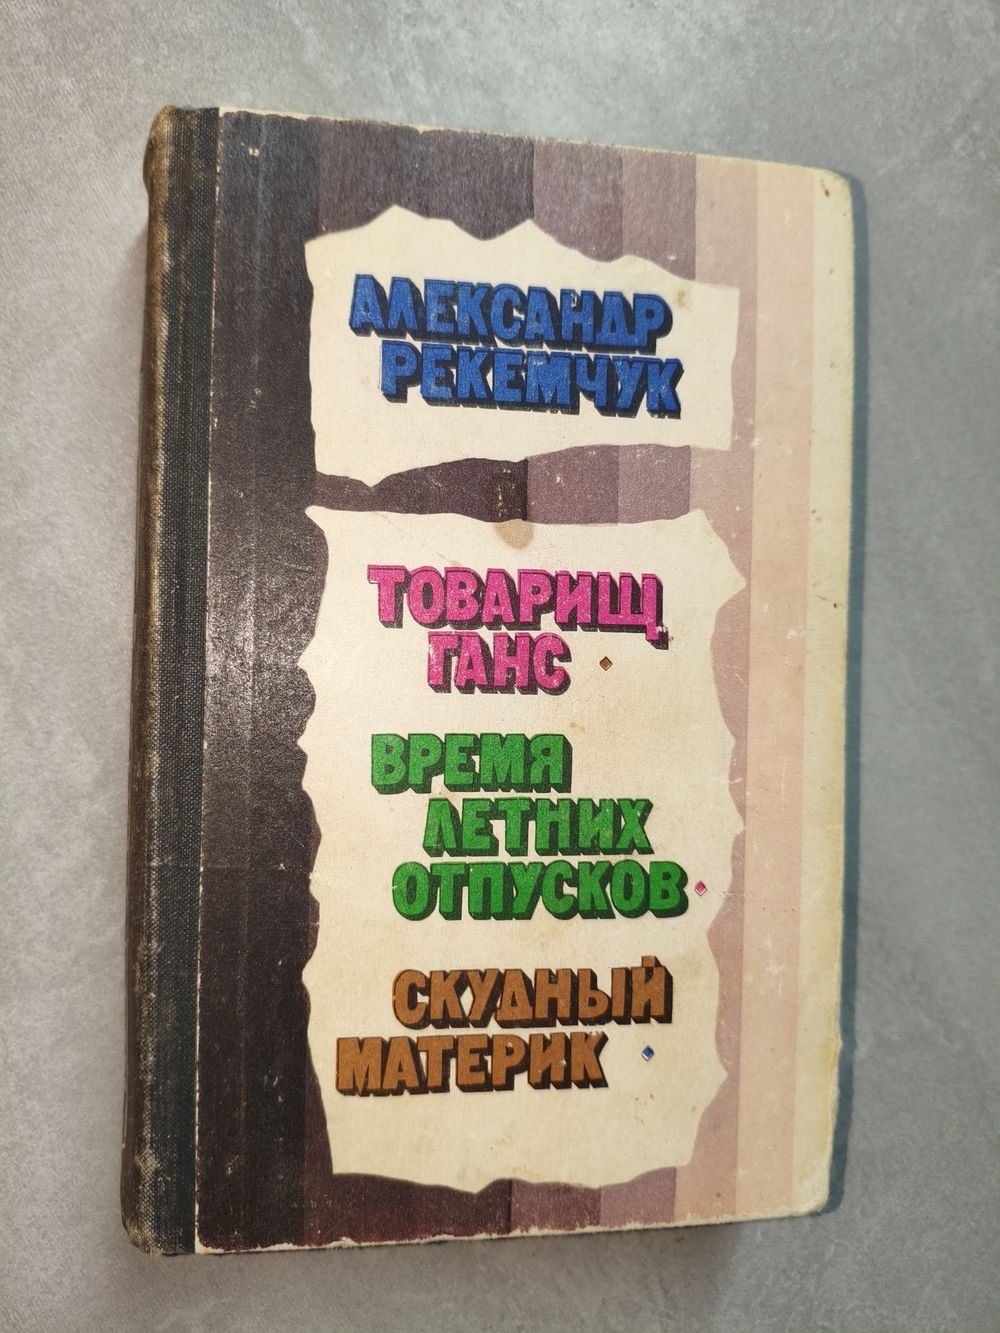 АЛЕКСАНДР
РЕКЕМЧУК
ТОВАРИЩ
ГАНС
ВРЕМЯ
ЛЕТНИХ
ОТПУСКОВ
СКУДНЫЙ
МАТЕРИК